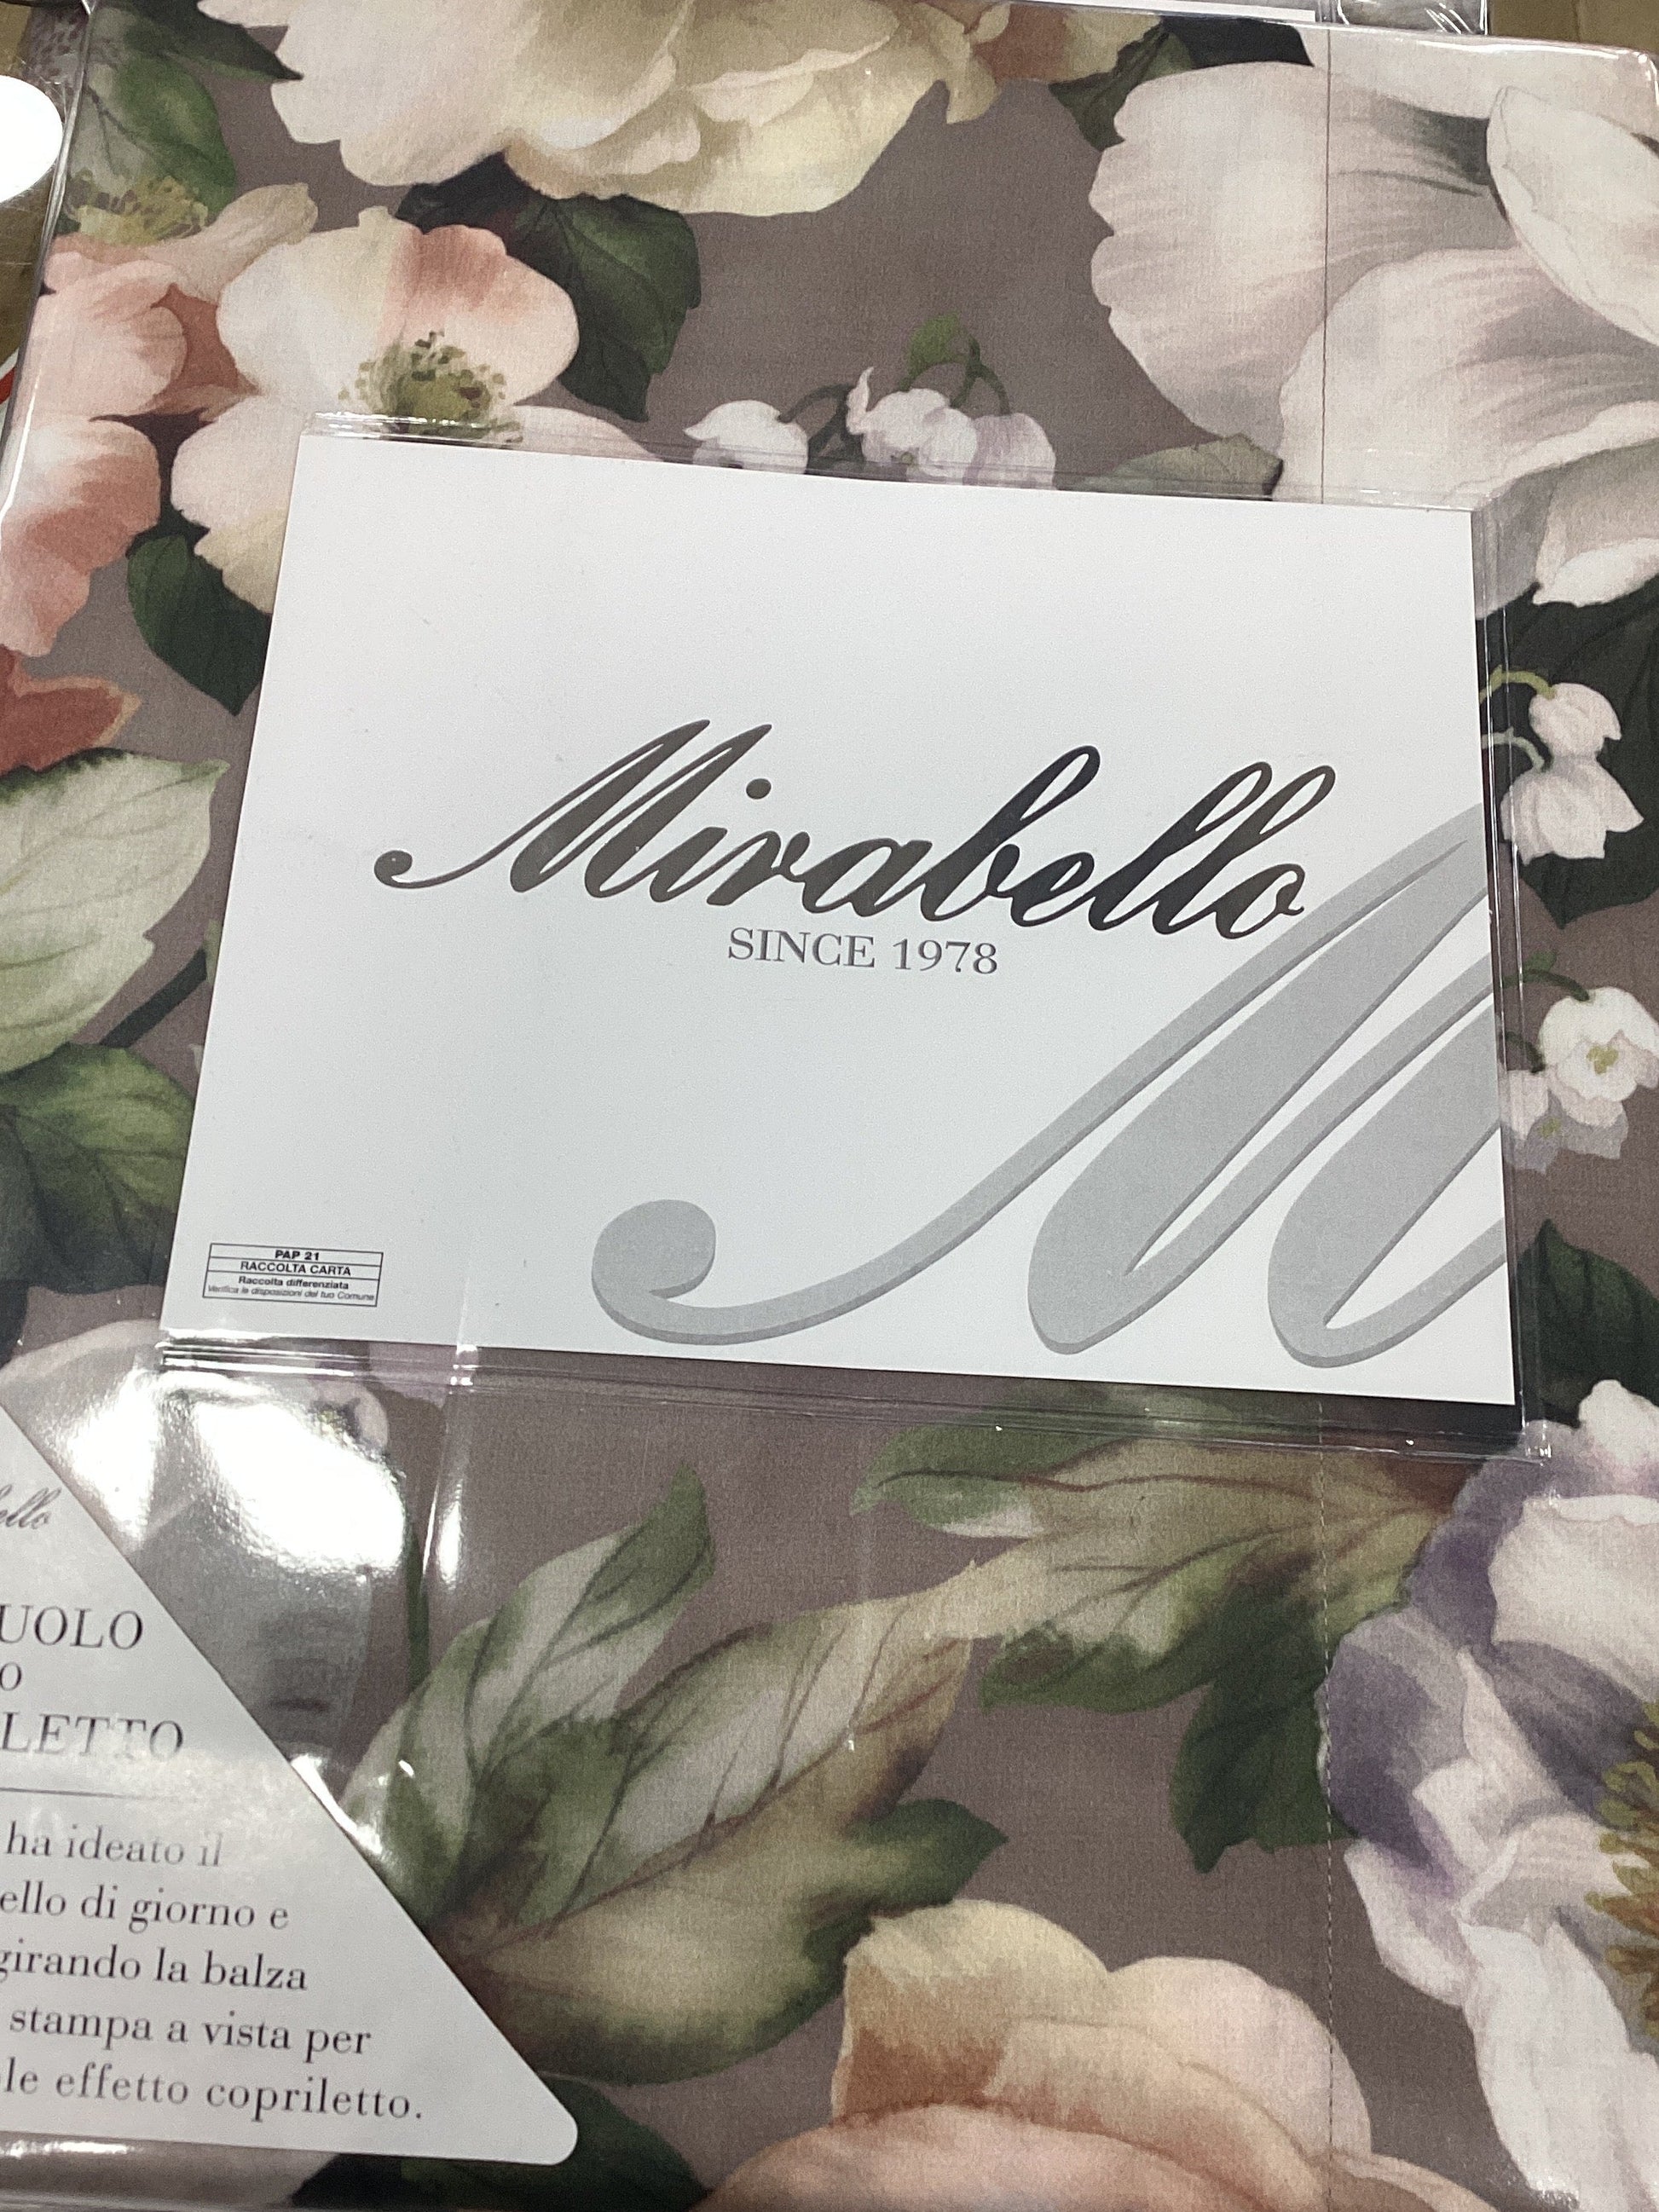 Mirabello
SINCE 1978
PAP 21
RACCOLTA CARTA
Raccolta differenziata
Verifica le disposizioni del tuo Comune
ello
UOLO
O
LETTO
ha ideato il
ello di giorno e
girando la balza
stampa a vista per
le effetto copriletto.